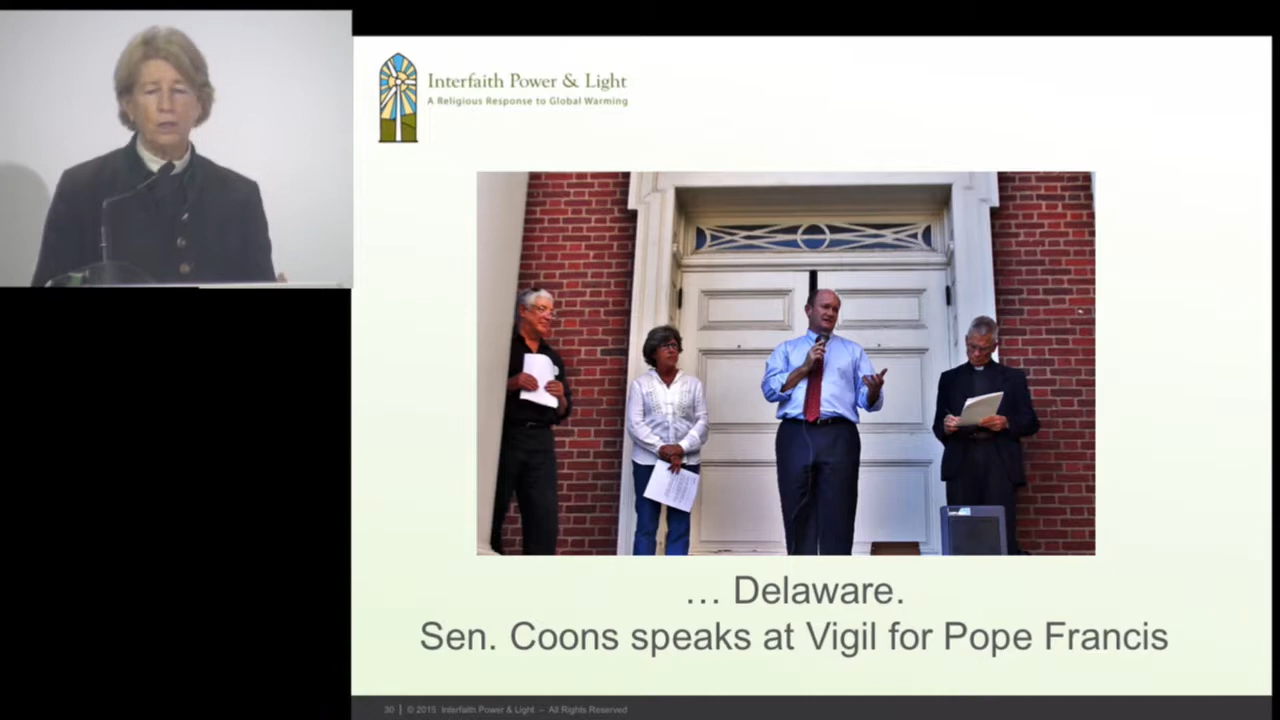 Interfaith Power & Light
A Religious Response to Global Warming
… Delaware.
Sen. Coons speaks at Vigil for Pope Francis
30 | © 2015 Interfaith Power & Light – All Rights Reserved